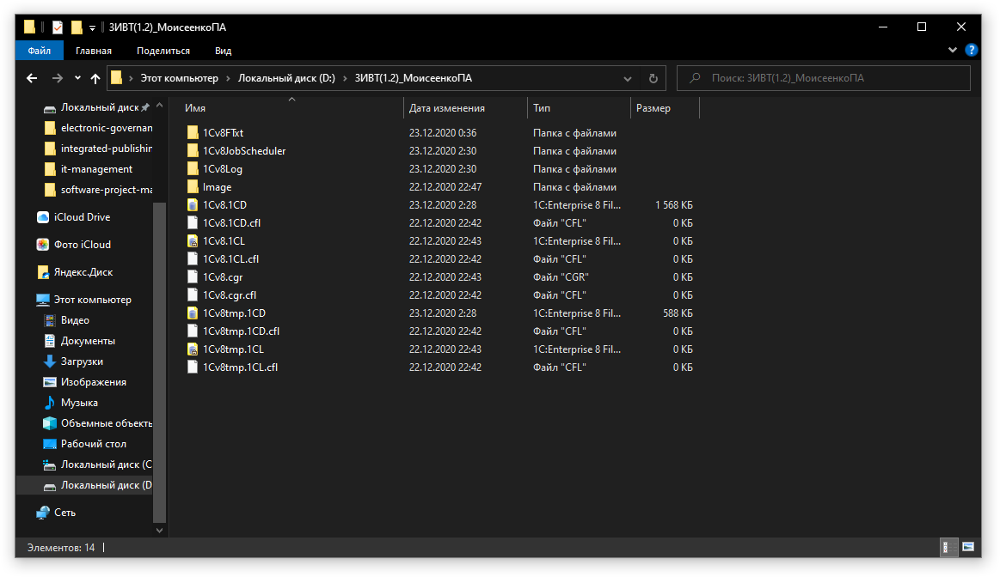 ЗИВТ(1.2)_МоисеенкоПА
Файл Главная Поделиться Вид ?
Этот компьютер Локальный диск (D:) ЗИВТ(1.2)_МоисеенкоПА Поиск: ЗИВТ(1.2)_МоисеенкоПА
Локальный диск
electronic-governan
integrated-publishin
it-management
software-project-ma
iCloud Drive
Фото iCloud
Яндекс.Диск
Этот компьютер
Видео
Документы
Загрузки
Изображения
Музыка
Объемные объекты
Рабочий стол
Локальный диск (C
Локальный диск (D
Сеть
Имя Дата изменения Тип Размер
1Cv8FTxt 23.12.2020 0:36 Папка с файлами
1Cv8JobScheduler 23.12.2020 2:30 Папка с файлами
1Cv8Log 23.12.2020 2:30 Папка с файлами
Image 22.12.2020 22:47 Папка с файлами
1Cv8.1CD 23.12.2020 2:28 1C:Enterprise 8 Fil... 1 568 КБ
1Cv8.1CD.cfl 22.12.2020 22:42 Файл "CFL" 0 КБ
1Cv8.1CL 22.12.2020 22:43 1C:Enterprise 8 Fil... 0 КБ
1Cv8.1CL.cfl 22.12.2020 22:42 Файл "CFL" 0 КБ
1Cv8.cgr 22.12.2020 22:43 Файл "CGR" 0 КБ
1Cv8.cgr.cfl 22.12.2020 22:42 Файл "CFL" 0 КБ
1Cv8tmp.1CD 23.12.2020 2:28 1C:Enterprise 8 Fil... 588 КБ
1Cv8tmp.1CD.cfl 22.12.2020 22:42 Файл "CFL" 0 КБ
1Cv8tmp.1CL 22.12.2020 22:43 1C:Enterprise 8 Fil... 0 КБ
1Cv8tmp.1CL.cfl 22.12.2020 22:42 Файл "CFL" 0 КБ
Элементов: 14